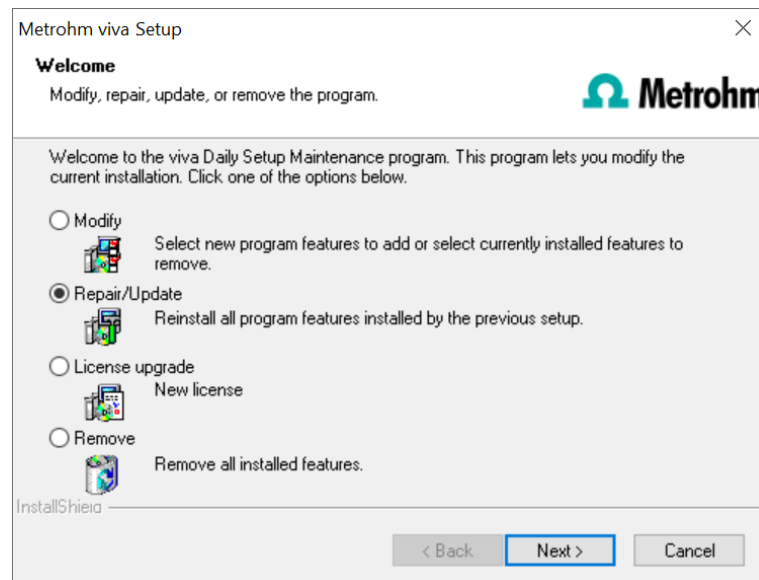 Metrohm viva Setup
Welcome
Modify, repair, update, or remove the program.
Metrohm
Welcome to the viva Daily Setup Maintenance program. This program lets you modify the
current installation. Click one of the options below.
Modify
Select new program features to add or select currently installed features to
remove.
Repair/Update
Reinstall all program features installed by the previous setup.
License upgrade
New license
Remove
Remove all installed features.
InstallShield
< Back
Next >
Cancel